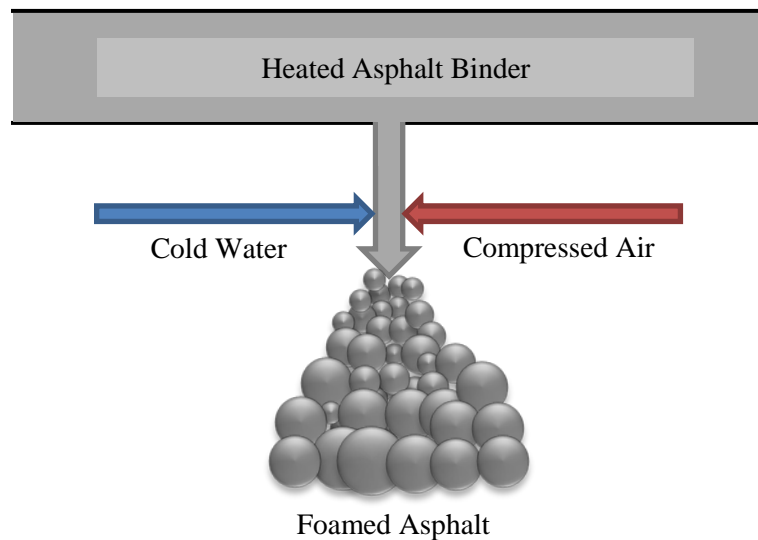 Heated Asphalt Binder
Cold Water
Compressed Air
Foamed Asphalt